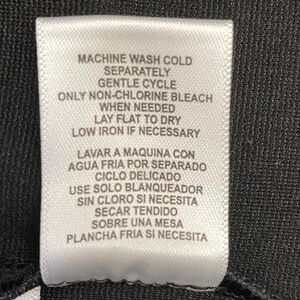 MACHINE WASH COLD
SEPARATELY
GENTLE CYCLE
ONLY NON-CHLORINE BLEACH
WHEN NEEDED
LAY FLAT TO DRY
LOW IRON IF NECESSARY
LAVAR A MAQUINA CON
AGUA FRIA POR SEPARADO
CICLO DELICADO
USE SOLO BLANQUEADOR
SIN CLORO SI NECESITA
SECAR TENDIDO
SOBRE UNA MESA
PLANCHA FRIA SI NECESITA